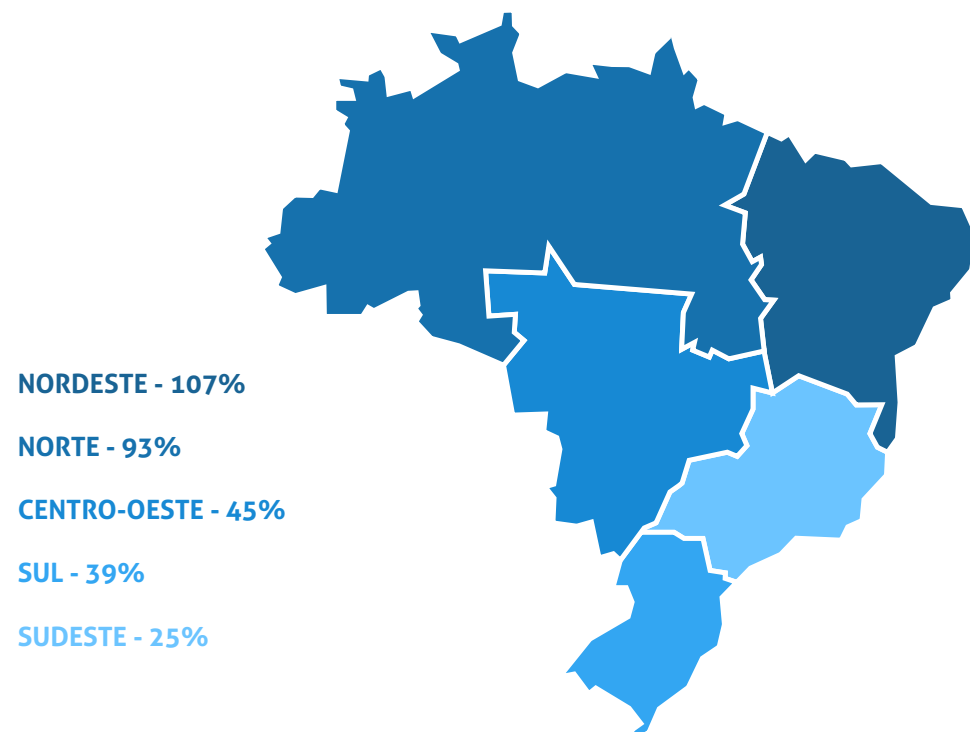 NORDESTE - 107%
NORTE - 93%
CENTRO-OESTE - 45%
SUL - 39%
SUDESTE - 25%